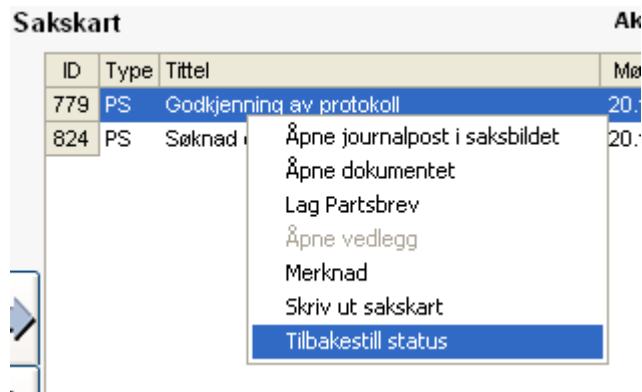 Sakskart
ID Type Tittel
779 PS Godkjenning av protokoll 20.
824 PS Søknad 20.
Åpne journalpost i saksbildet
Åpne dokumentet
Lag Partsbrev
Åpne vedlegg
Merknad
Skriv ut sakskart
Tilbakestill status